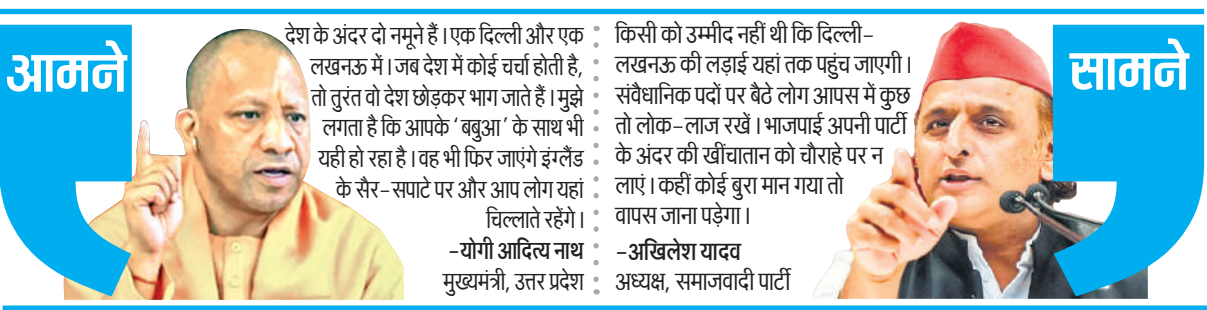 आमने
देश के अंदर दो नमूने हैं । एक दिल्ली और एक
लखनऊ में । जब देश में कोई चर्चा होती है,
तो तुरंत वो देश छोड़कर भाग जाते हैं । मुझे
लगता है कि आपके ‘बबुआ’ के साथ भी
यही हो रहा है । वह भी फिर जाएंगे इंग्लैंड
के सैर-सपाटे पर और आप लोग यहां
चिल्लाते रहेंगे ।
-योगी आदित्य नाथ
मुख्यमंत्री, उत्तर प्रदेश
किसी को उम्मीद नहीं थी कि दिल्ली-
लखनऊ की लड़ाई यहां तक पहुंच जाएगी ।
संवैधानिक पदों पर बैठे लोग आपस में कुछ
तो लोक-लाज रखें । भाजपाई अपनी पार्टी
के अंदर की खींचातान को चौराहे पर न
लाएं । कहीं कोई बुरा मान गया तो
वापस जाना पड़ेगा ।
-अखिलेश यादव
अध्यक्ष, समाजवादी पार्टी
सामने